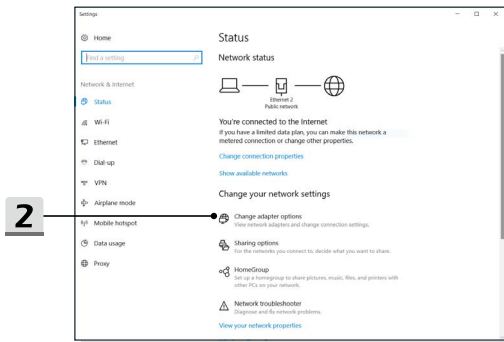 Settings
Home
Find a setting
Network & Internet
Status
Wi-Fi
Ethernet
Dial-up
VPN
Airplane mode
Mobile hotspot
Data usage
Proxy
2
Status
Network status
Ethernet 2
Public network
You're connected to the Internet
If you have a limited data plan, you can make this network a
metered connection or change other properties.
Change connection properties
Show available networks
Change your network settings
Change adapter options
View network adapters and change connection settings.
Sharing options
For the networks you connect to, decide what you want to share.
HomeGroup
Set up a homegroup to share pictures, music, files, and printers with
other PCs on your network.
Network troubleshooter
Diagnose and fix network problems.
View your network properties